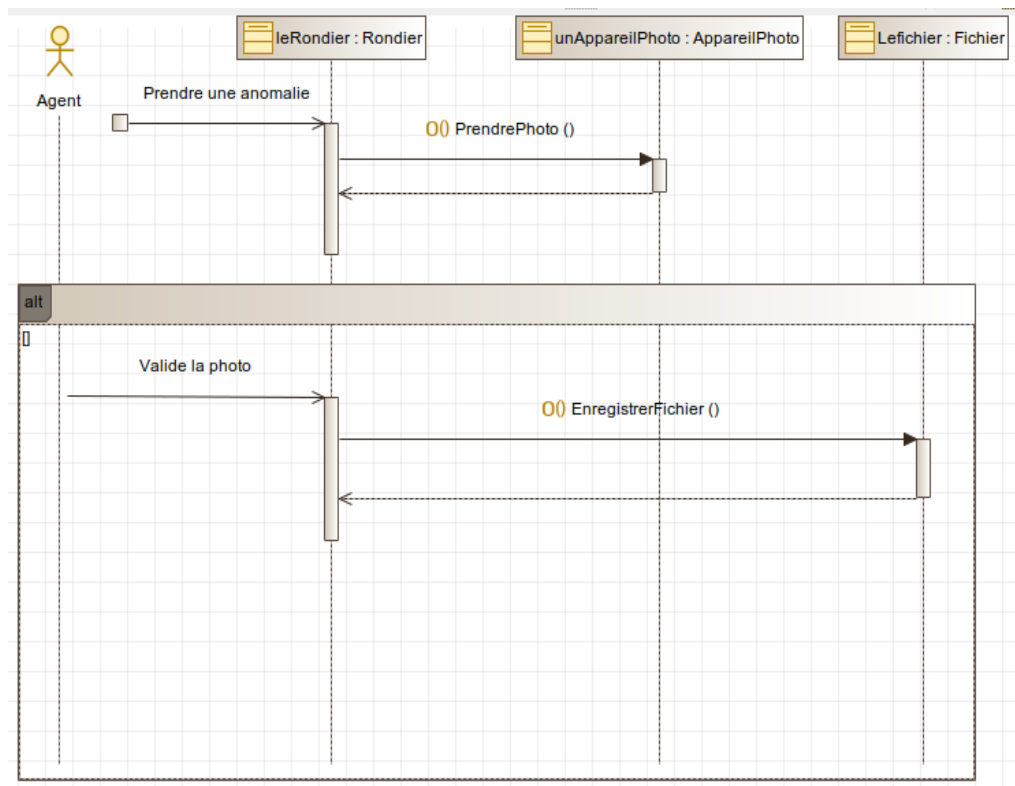 leRondier : Rondier
unAppareilPhoto : AppareilPhoto
Lefichier : Fichier
Agent
Prendre une anomalie
O() PrendrePhoto ()
alt
[]
Valide la photo
O() EnregistrerFichier ()